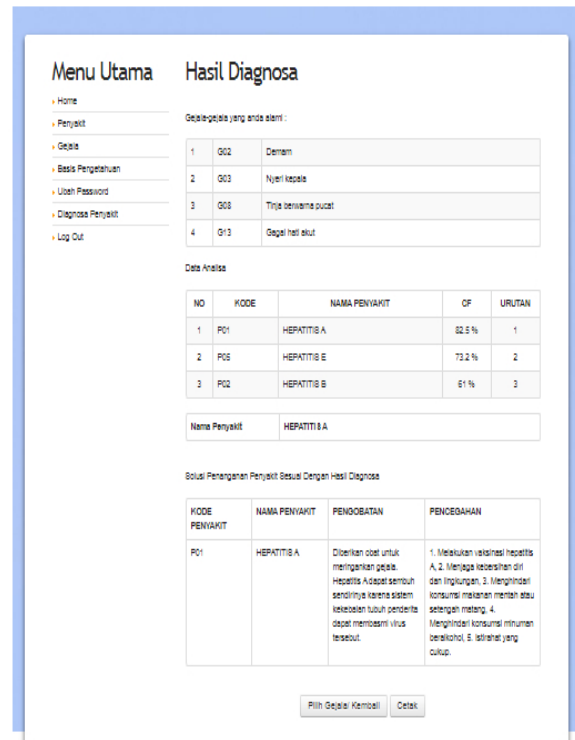 Menu Utama
Home
Penyakit
Gejala
Basis Pengetahuan
Ubah Password
Diagnosa Penyakit
Log Out
Hasil Diagnosa
Gejala-gejala yang anda alami :
1 G02 Demam
2 G03 Nyeri kepala
3 G08 Tinja berwarna pucat
4 G13 Gagal hati akut
Data Analisa
NO KODE NAMA PENYAKIT CF URUTAN
1 P01 HEPATITIS A 82.5 % 1
2 P05 HEPATITIS E 73.2 % 2
3 P02 HEPATITIS B 61 % 3
Nama Penyakit HEPATITIS A
Solusi Penanganan Penyakit Sesuai Dengan Hasil Diagnosa
KODE PENYAKIT NAMA PENYAKIT PENGOBATAN PENCEGAHAN
P01 HEPATITIS A
Diberikan obat untuk
meringankan gejala.
Hepatitis A dapat sembuh
sendirinya karena sistem
kekebalan tubuh penderita
dapat membasmi virus
tersebut.
1. Melakukan vaksinasi hepatitis
A, 2. Menjaga kebersihan diri
dan lingkungan, 3. Menghindari
konsumsi makanan mentah atau
setengah matang, 4.
Menghindari konsumsi minuman
beralkohol, 5. Istirahat yang
cukup.
Pilih Gejala/ Kembali
Cetak